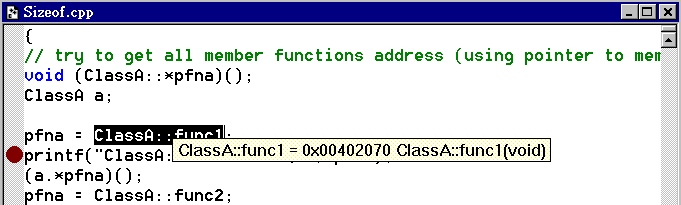 Sizeof.cpp
{
// try to get all member functions address (using pointer to mem
void (ClassA::*pfna)();
ClassA a;
pfna = ClassA::func1;
printf("ClassA:
ClassA::func1 = 0x00402070 ClassA::func1(void)
(a.*pfna)();
pfna = ClassA::func2;